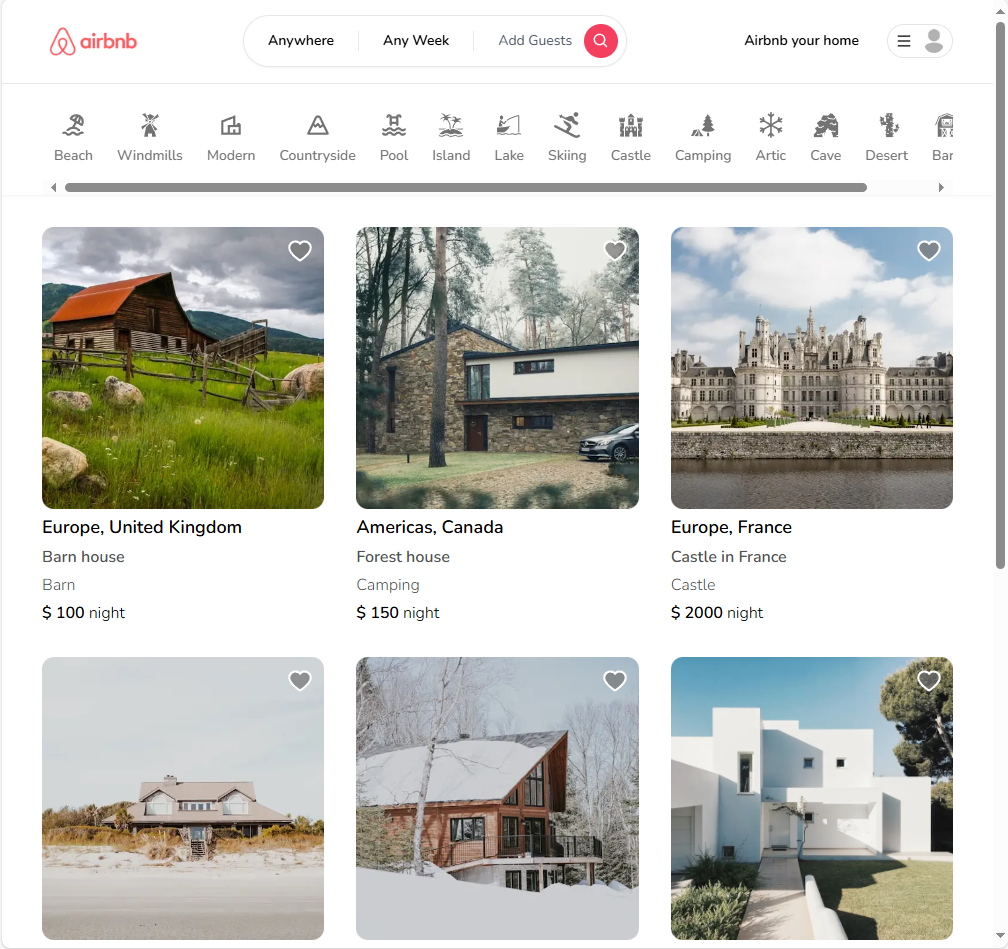 airbnb
Anywhere
Any Week
Add Guests
Airbnb your home
Beach
Windmills
Modern
Countryside
Pool
Island
Lake
Skiing
Castle
Camping
Artic
Cave
Desert
Bar
Europe, United Kingdom
Barn house
Barn
$ 100 night
Americas, Canada
Forest house
Camping
$ 150 night
Europe, France
Castle in France
Castle
$ 2000 night